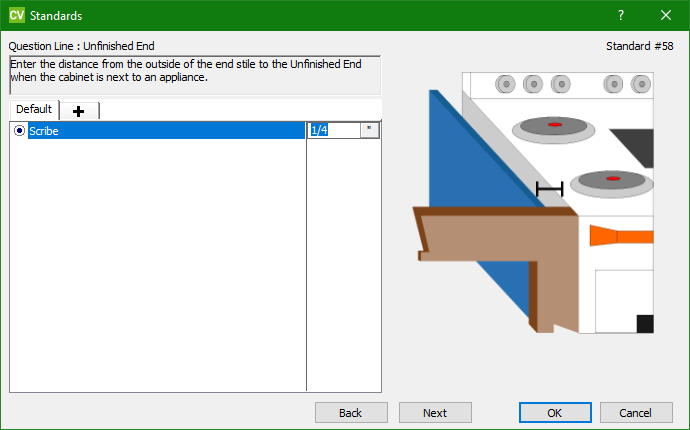 CV Standards ?
Question Line : Unfinished End Standard #58
Enter the distance from the outside of the end stile to the Unfinished End
when the cabinet is next to an appliance.
Default +
Scribe 1/4 "
Back Next OK Cancel